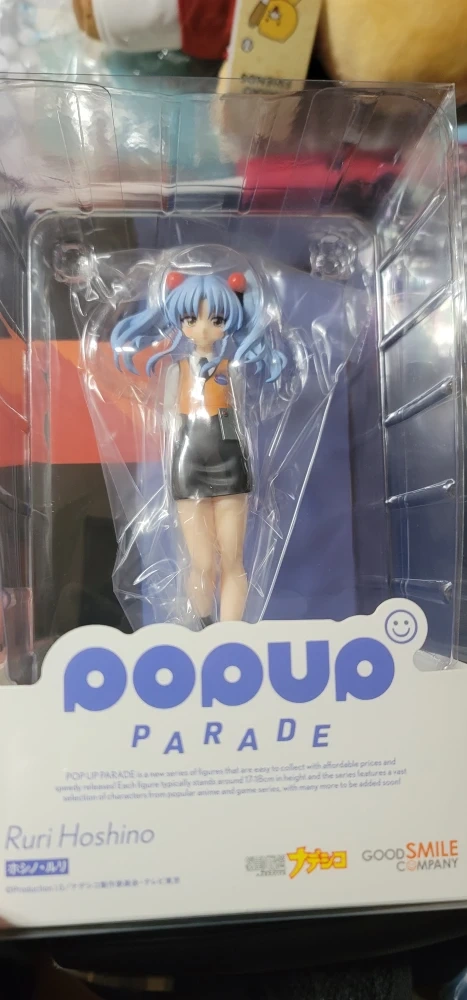 POPUP
PARADE
POP UP PARADE is a new series of figures that are easy to collect with affordable prices and
speedy releases! Each figure typically stands around 17-18cm in height and the series features a vast
selection of characters from popular anime and game series, with many more to be added soon!
Ruri Hoshino
ホシノ・ルリ
ナデシコ
GOOD SMILE
COMPANY